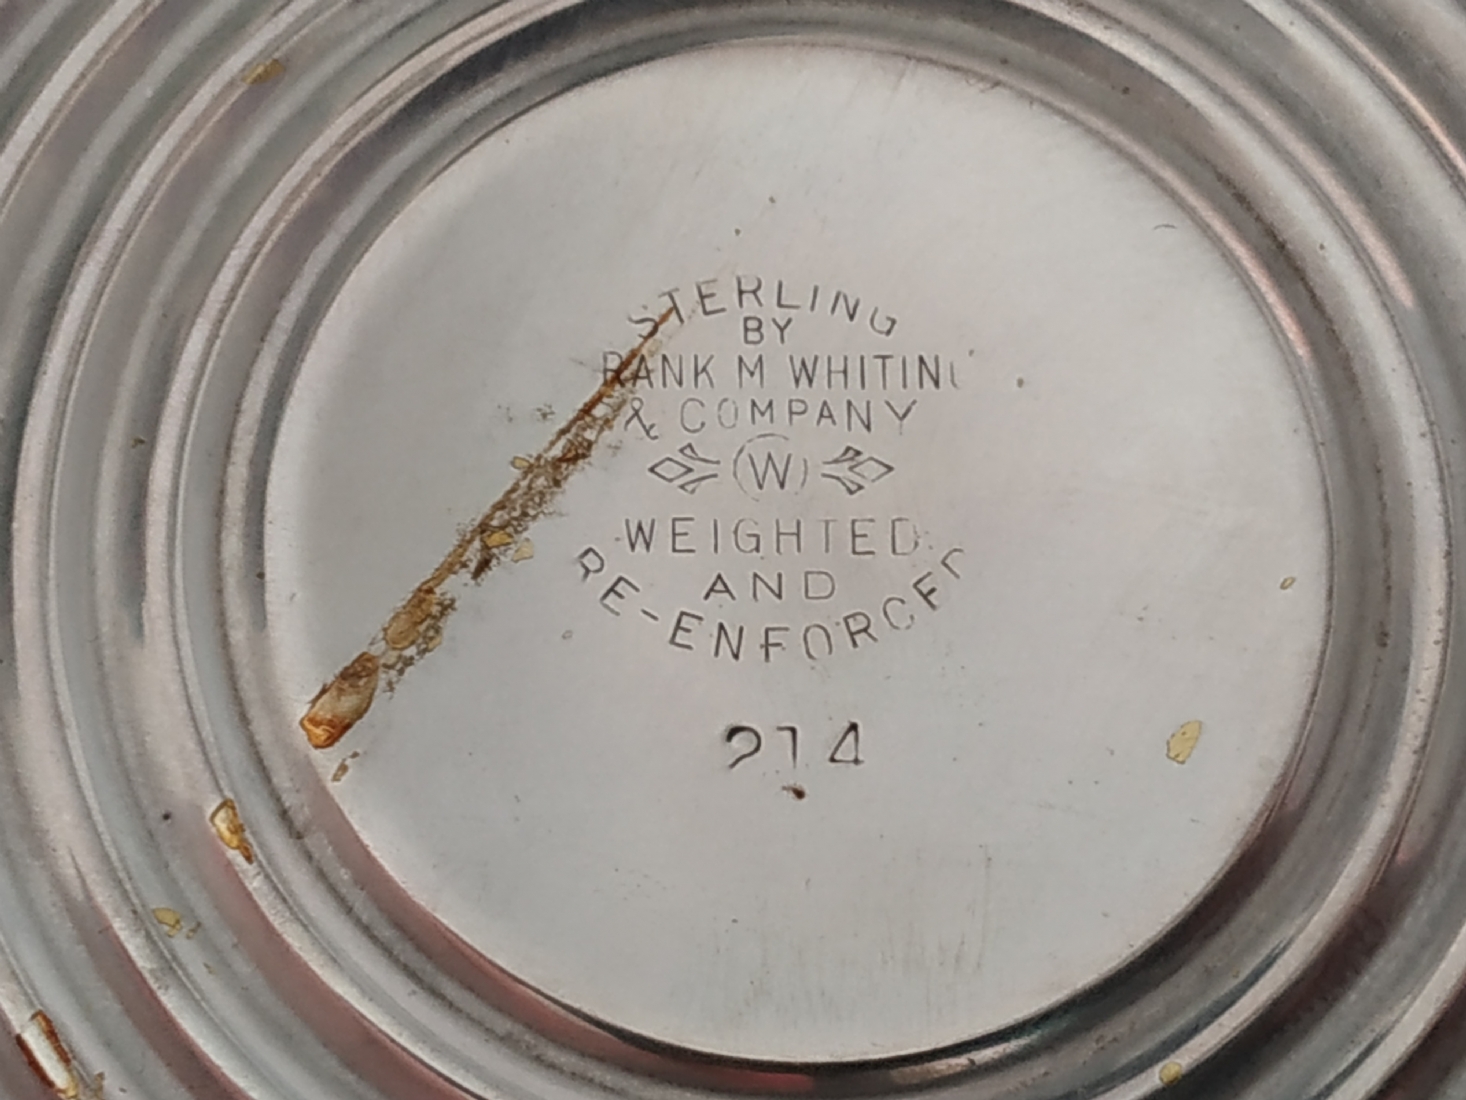 STERLING
BY
RANK M WHITIN
& COMPANY
W
WEIGHTED
AND
RE-ENFORCED
214